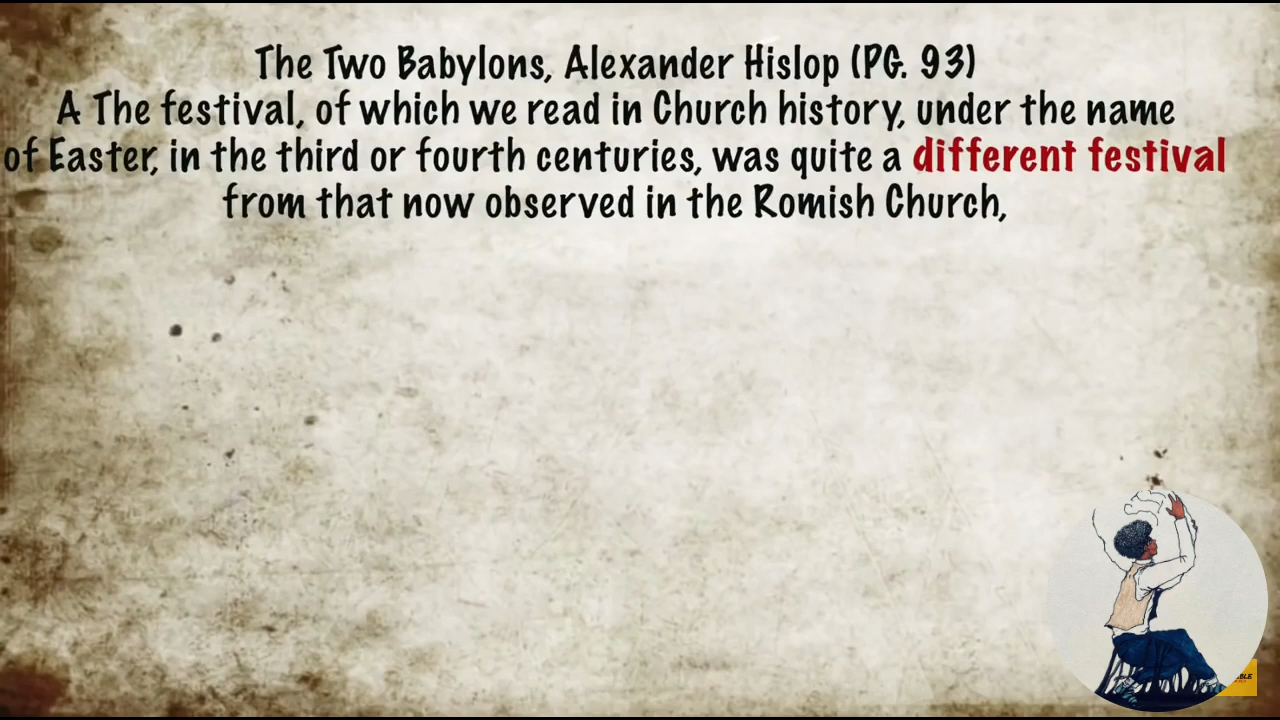 The Two Babylons, Alexander Hislop (PG. 93)
A The festival, of which we read in Church history, under the name
of Easter, in the third or fourth centuries, was quite a different festival
from that now observed in the Romish Church,